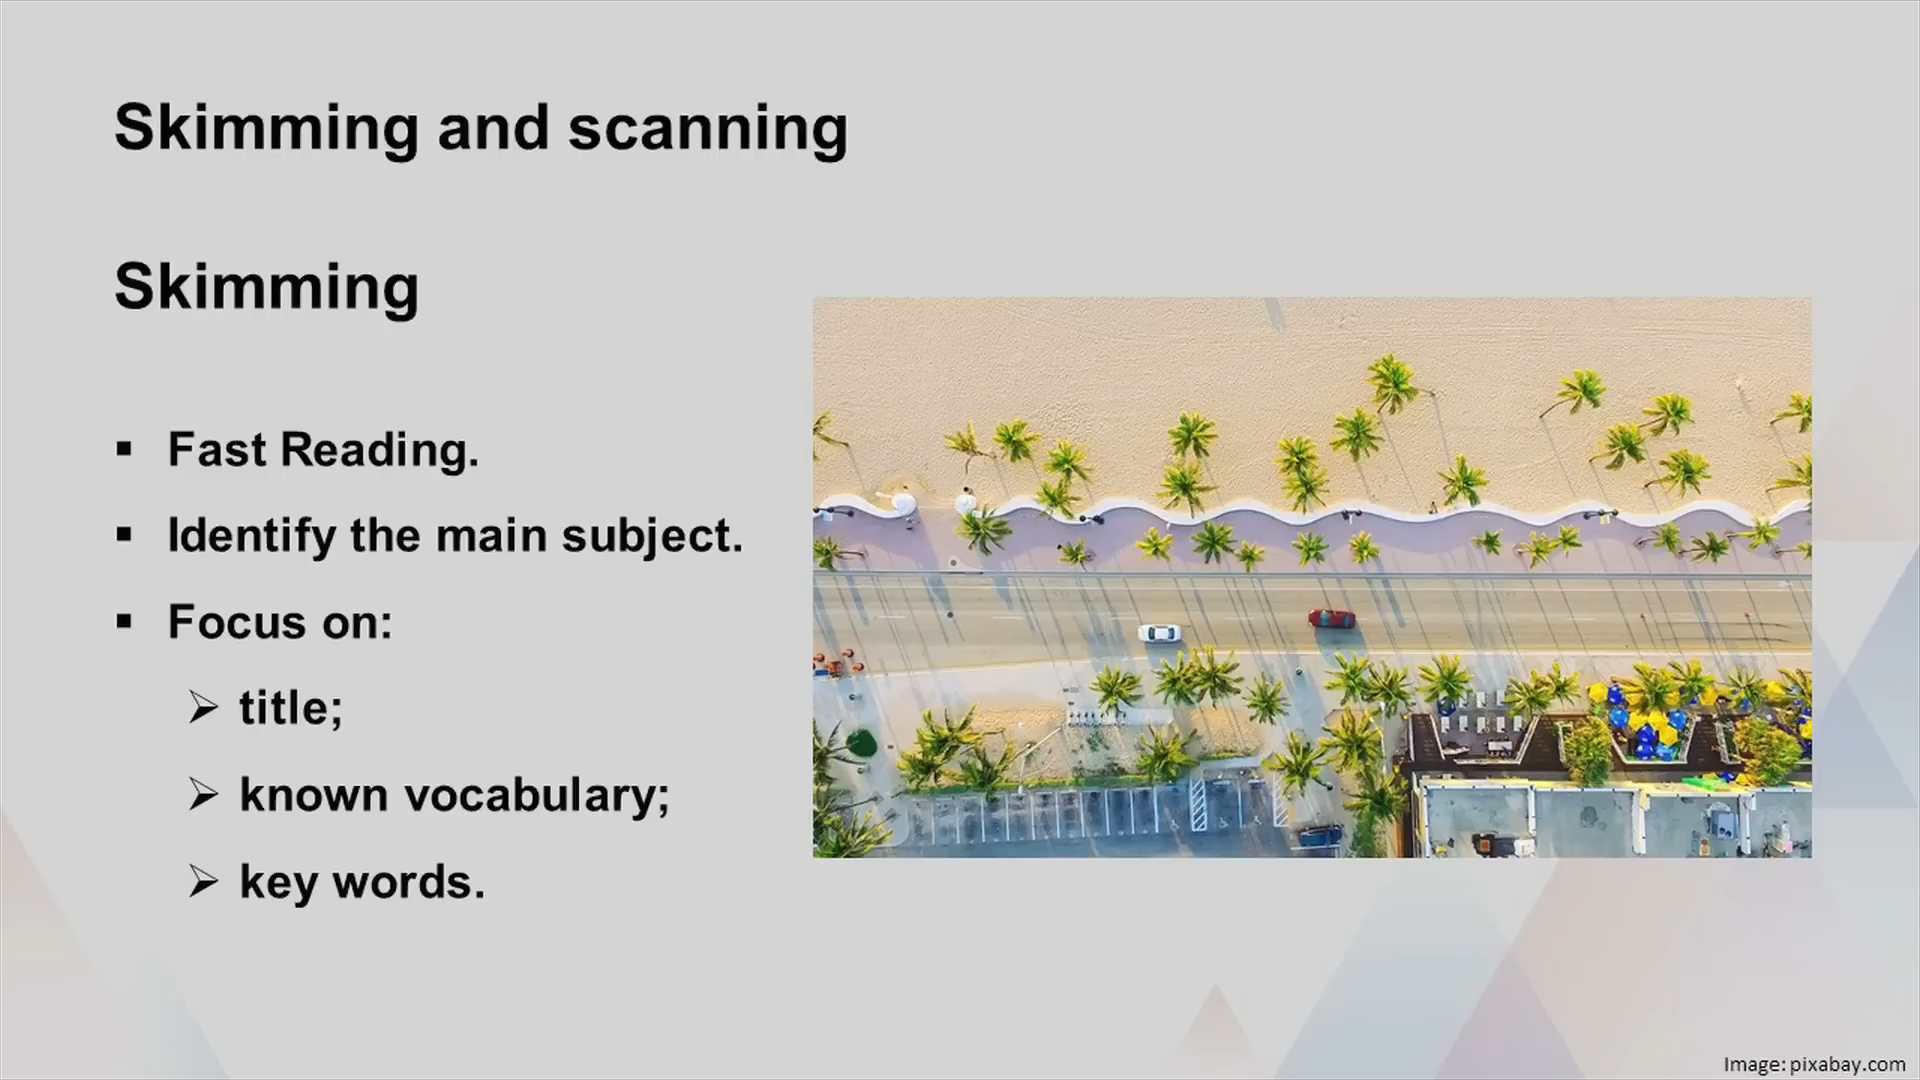 Skimming and scanning
Skimming
▪ Fast Reading.
▪ Identify the main subject.
▪ Focus on:
➢ title;
➢ known vocabulary;
➢ key words.
Image: pixabay.com